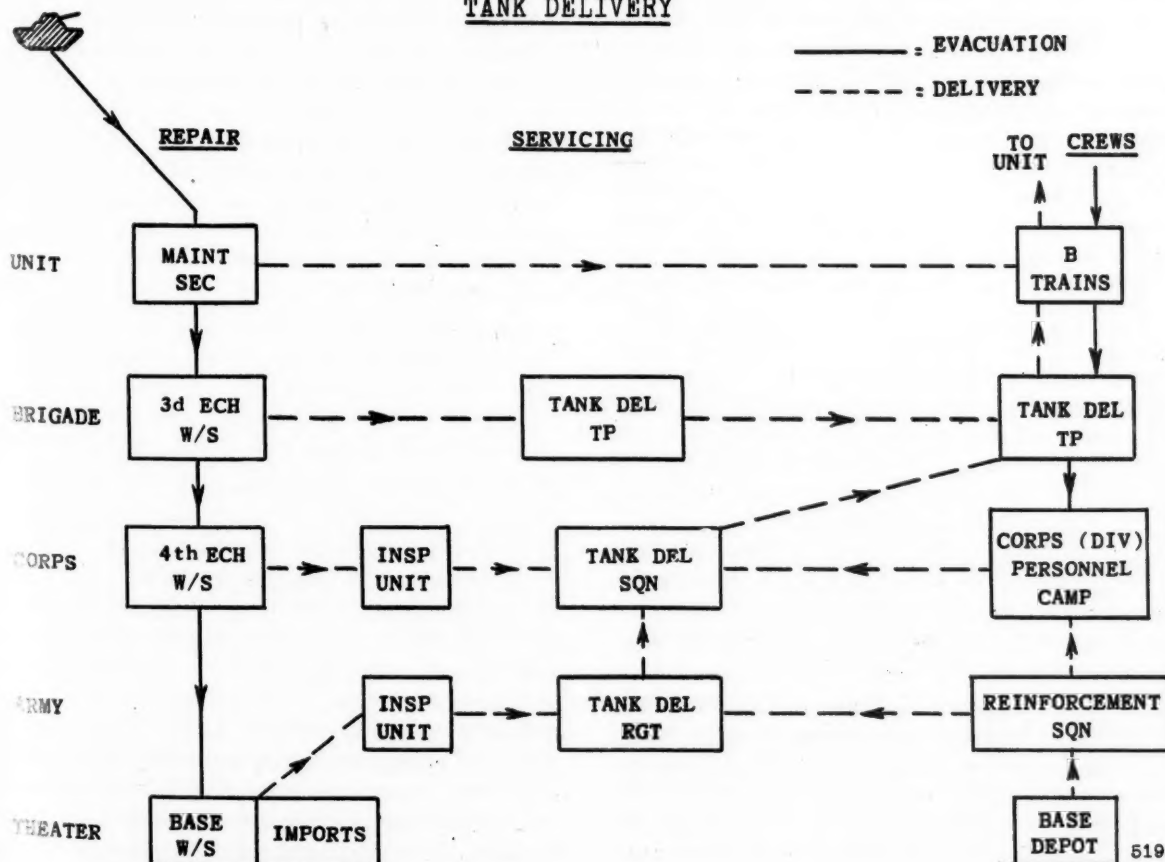 TANK DELIVERY
= EVACUATION
= DELIVERY
REPAIR
SERVICING
TO UNIT
CREWS
UNIT
MAINT
SEC
B
TRAINS
BRIGADE
3d ECH
W/S
TANK DEL
TP
TANK DEL
TP
CORPS
4th ECH
W/S
INSP
UNIT
TANK DEL
SQN
CORPS (DIV)
PERSONNEL
CAMP
ARMY
INSP
UNIT
TANK DEL
RGT
REINFORCEMENT
SQN
THEATER
BASE
W/S
IMPORTS
BASE
DEPOT
519